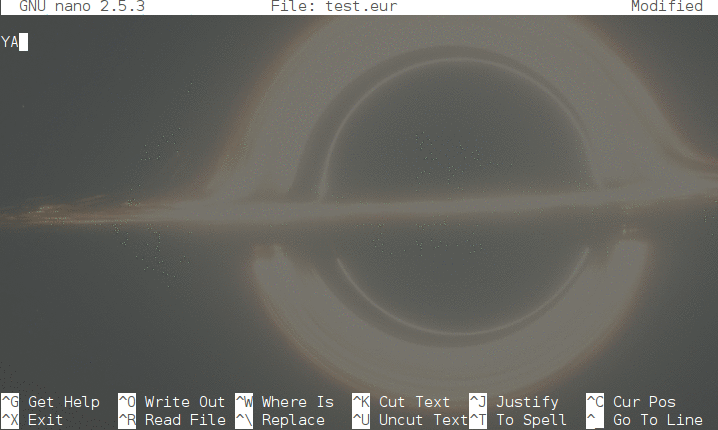 GNU nano 2.5.3 File: test.eur Modified
YA
^G Get Help ^O Write Out ^W Where Is ^K Cut Text ^J Justify ^C Cur Pos
^X Exit ^R Read File ^\ Replace ^U Uncut Text ^T To Spell ^_ Go To Line